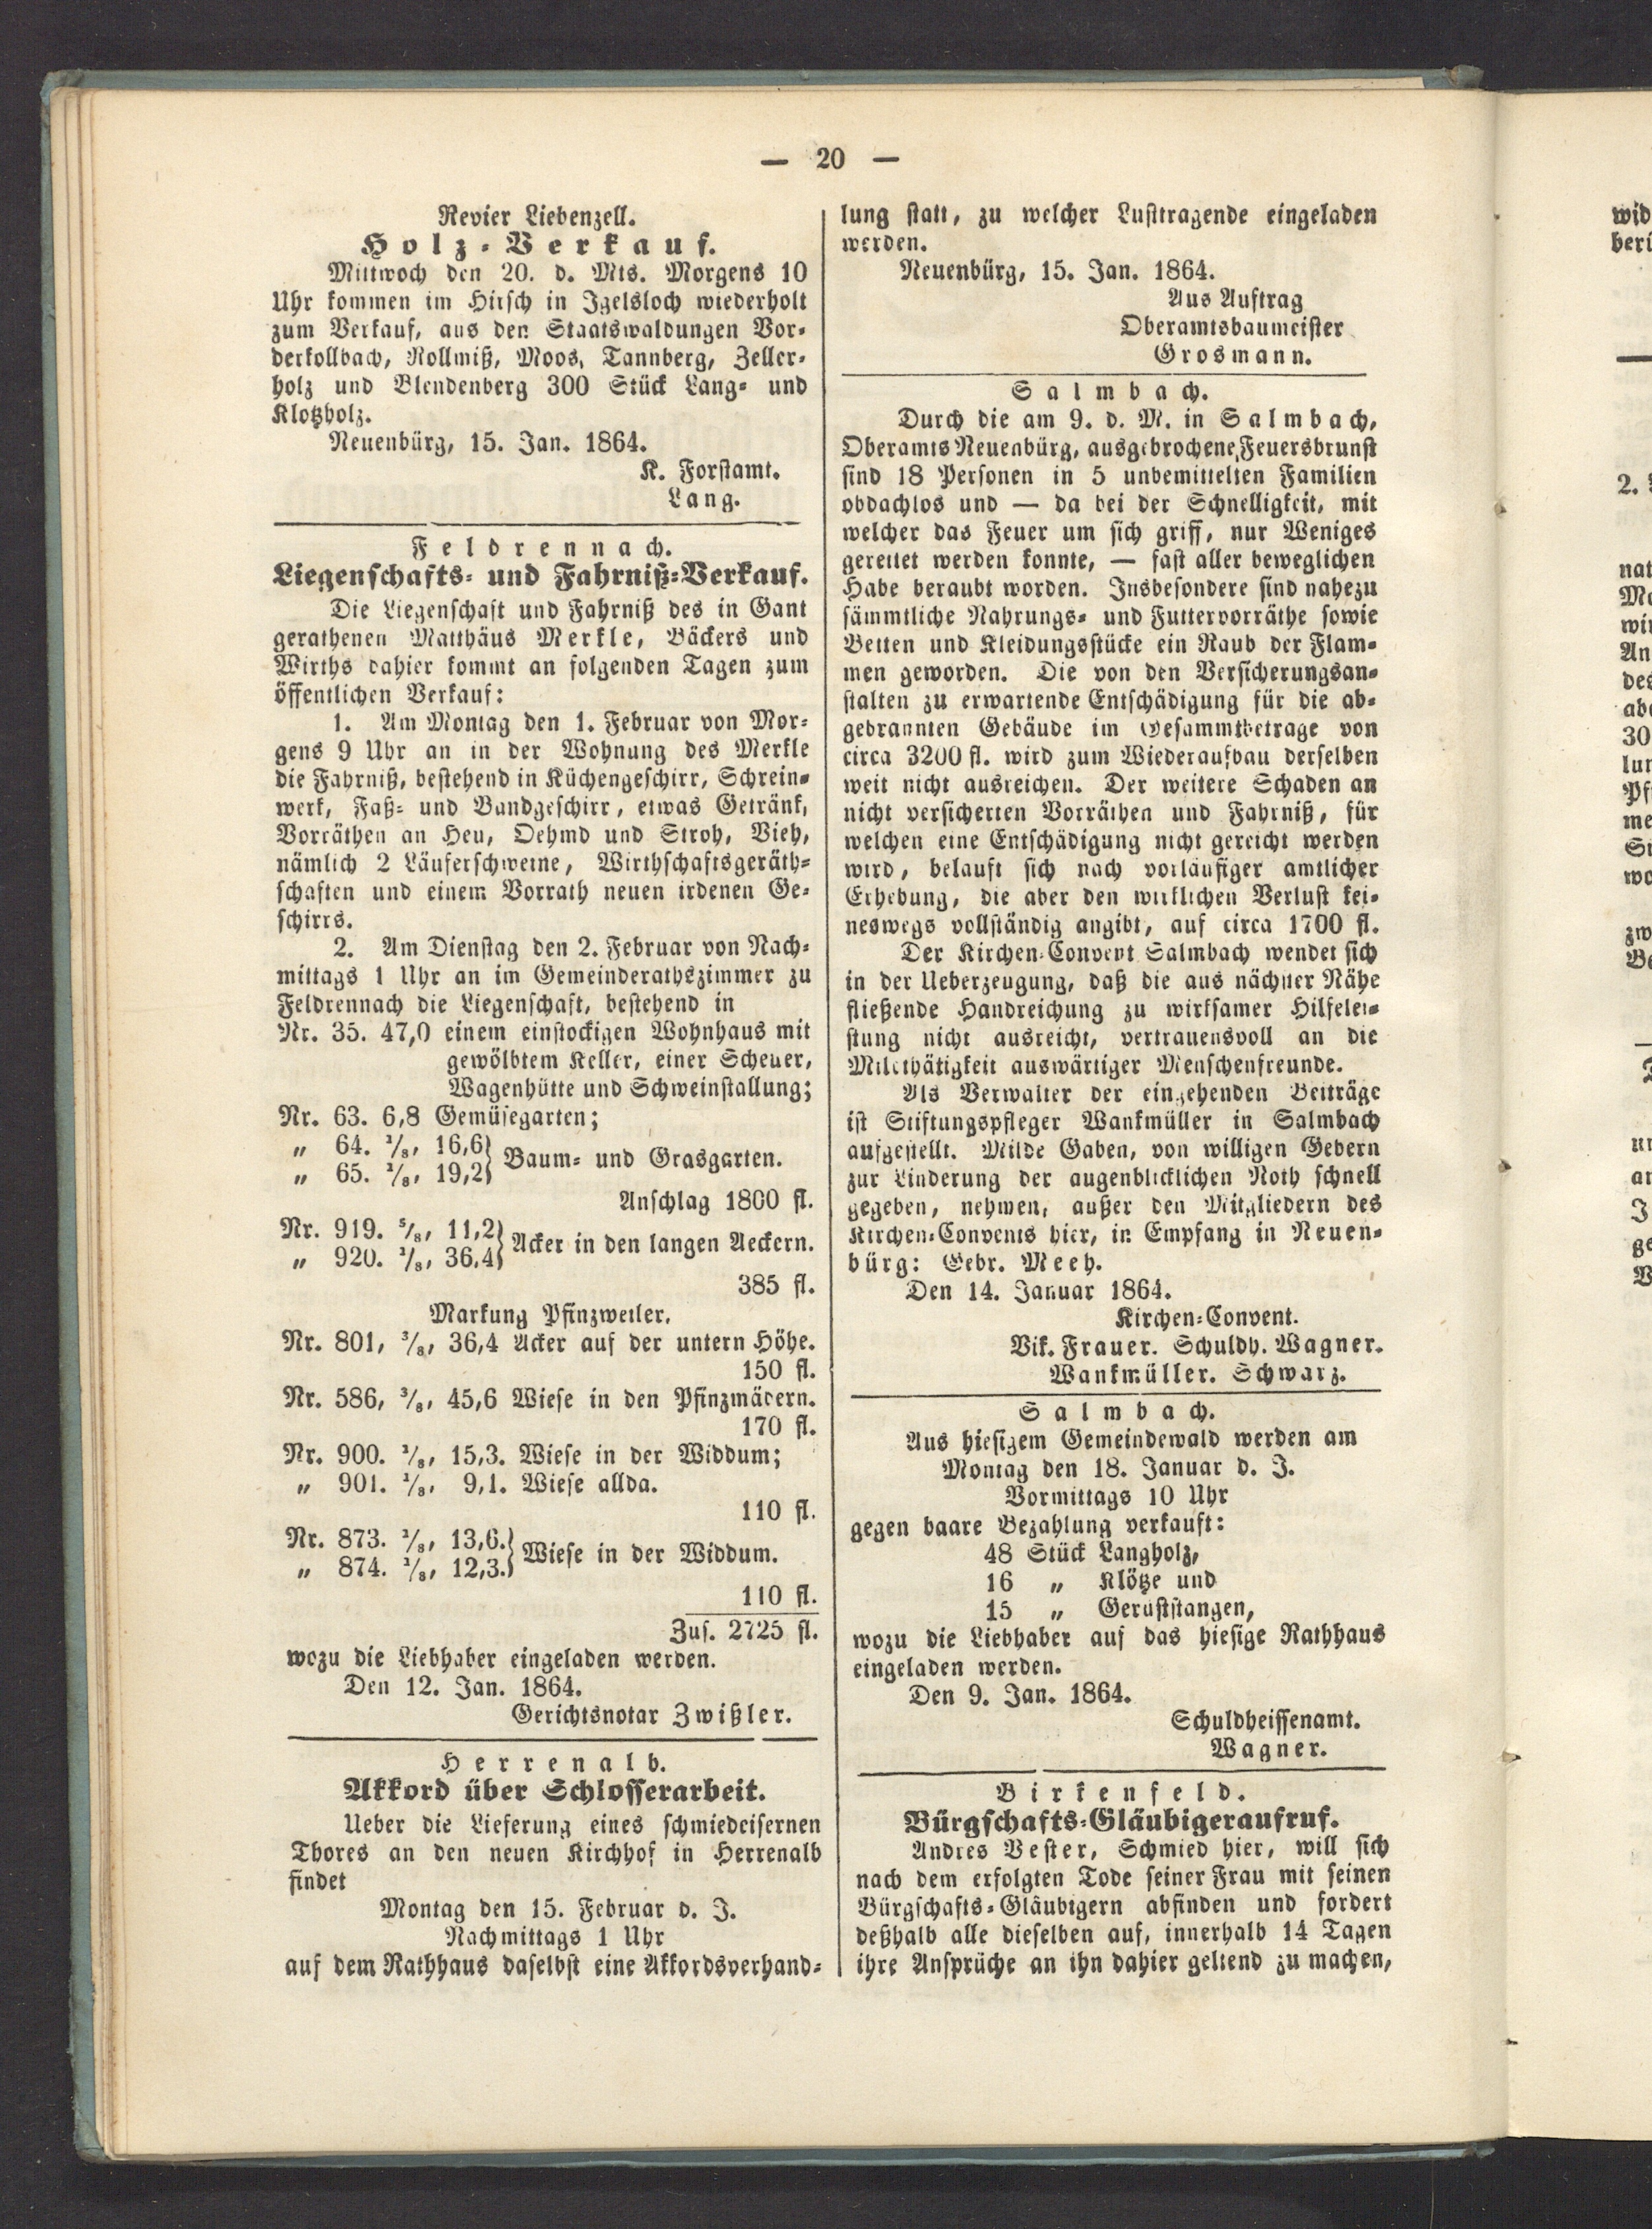 — 20 —
Revier Liebenzell.
Holz-Verkauf.
Mittwoch den 20. d. Mts. Morgens 10
Uhr kommen im Hirsch in Igelsloch wiederholt
zum Verkauf, aus den Staatswaldungen Vor-
derkollbach, Kollmiß, Moos, Tannberg, Zeller-
holz und Blendenberg 300 Stück Lang- und
Klotzholz.
Neuenbürg, 15. Jan. 1864.
K. Forstamt.
Lang.
Feldrennach.
Liegenschafts- und Fahrniß-Verkauf.
Die Liegenschaft und Fahrniß des in Gant
gerathenen Matthäus Merkle, Bäckers und
Wirths dahier kommt an folgenden Tagen zum
öffentlichen Verkauf:
1. Am Montag den 1. Februar von Mor-
gens 9 Uhr an in der Wohnung des Merkle
die Fahrniß, bestehend in Küchengeschirr, Schrein-
werk, Faß- und Bandgeschirr, etwas Getränk,
Vorräthen an Heu, Oehmd und Stroh, Vieh,
nämlich 2 Läuferschweine, Wirthschaftsgeräth-
schaften und einem Vorrath neuen irdenen Ge-
schirrs.
2. Am Dienstag den 2. Februar von Nach-
mittags 1 Uhr an im Gemeinderathszimmer zu
Feldrennach die Liegenschaft, bestehend in
Nr. 35. 47,0 einem einstockigen Wohnhaus mit
gewölbtem Keller, einer Scheuer,
Wagenhütte und Schweinstallung;
Nr. 63. 6,8 Gemüsegarten;
„ 64. 1/8, 16,6
„ 65. 1/8, 19,2} Baum- und Grasgarten.
Anschlag 1800 fl.
Nr. 919. 5/8, 11,2
„ 920. 1/8, 36,4} Acker in den langen Aeckern.
385 fl.
Markung Pfinzweiler.
Nr. 801, 3/8, 36,4 Acker auf der untern Höhe.
150 fl.
Nr. 586, 3/8, 45,6 Wiese in den Pfinzmädern.
170 fl.
Nr. 900. 1/8, 15,3. Wiese in der Widdum;
„ 901. 1/8, 9,1. Wiese allda.
110 fl.
Nr. 873. 1/8, 13,6.
„ 874. 1/8, 12,3.} Wiese in der Widdum.
110 fl.
Zus. 2725 fl.
wozu die Liebhaber eingeladen werden.
Den 12. Jan. 1864.
Gerichtsnotar Zwißler.
Herrenalb.
Akkord über Schlosserarbeit.
Ueber die Lieferung eines schmiedeisernen
Thores an den neuen Kirchhof in Herrenalb
findet
Montag den 15. Februar d. J.
Nachmittags 1 Uhr
auf dem Rathhaus daselbst eine Akkordsverhand-
lung statt, zu welcher Lusttragende eingeladen
werden.
Neuenbürg, 15. Jan. 1864.
Aus Auftrag
Oberamtsbaumeister
Grosmann.
Salmbach.
Durch die am 9. d. M. in Salmbach,
Oberamts Neuenbürg, ausgebrochene Feuersbrunst
sind 18 Personen in 5 unbemittelten Familien
obdachlos und — da bei der Schnelligkeit, mit
welcher das Feuer um sich griff, nur Weniges
gerettet werden konnte, — fast aller beweglichen
Habe beraubt worden. Insbesondere sind nahezu
sämmtliche Nahrungs- und Futtervorräthe sowie
Betten und Kleidungsstücke ein Raub der Flam-
men geworden. Die von den Versicherungsan-
stalten zu erwartende Entschädigung für die ab-
gebrannten Gebäude im Gesammtbetrage von
circa 3200 fl. wird zum Wiederaufbau derselben
weit nicht ausreichen. Der weitere Schaden an
nicht versicherten Vorräthen und Fahrniß, für
welchen eine Entschädigung nicht gereicht werden
wird, belauft sich nach vorläufiger amtlicher
Erhebung, die aber den wirklichen Verlust kei-
neswegs vollständig angibt, auf circa 1700 fl.
Der Kirchen-Convent Salmbach wendet sich
in der Ueberzeugung, daß die aus nächster Nähe
fließende Handreichung zu wirksamer Hilfelei-
stung nicht ausreicht, vertrauensvoll an die
Mildthätigkeit auswärtiger Menschenfreunde.
Als Verwalter der eingehenden Beiträge
ist Stiftungspfleger Wankmüller in Salmbach
aufgestellt. Milde Gaben, von willigen Gebern
zur Linderung der augenblicklichen Noth schnell
gegeben, nehmen, außer den Mitgliedern des
Kirchen-Convents hier, in Empfang in Neuen-
bürg: Gebr. Meeh.
Den 14. Januar 1864.
Kirchen-Convent.
Vik. Frauer. Schuldh. Wagner.
Wankmüller. Schwarz.
Salmbach.
Aus hiesigem Gemeindewald werden am
Montag den 18. Januar d. J.
Vormittags 10 Uhr
gegen baare Bezahlung verkauft:
48 Stück Langholz,
16 „ Klötze und
15 „ Gerüststangen,
wozu die Liebhaber auf das hiesige Rathhaus
eingeladen werden.
Den 9. Jan. 1864.
Schuldheissenamt.
Wagner.
Birkenfeld.
Bürgschafts-Gläubigeraufruf.
Andres Vester, Schmied hier, will sich
nach dem erfolgten Tode seiner Frau mit seinen
Bürgschafts-Gläubigern abfinden und fordert
deßhalb alle dieselben auf, innerhalb 14 Tagen
ihre Ansprüche an ihn dahier geltend zu machen,